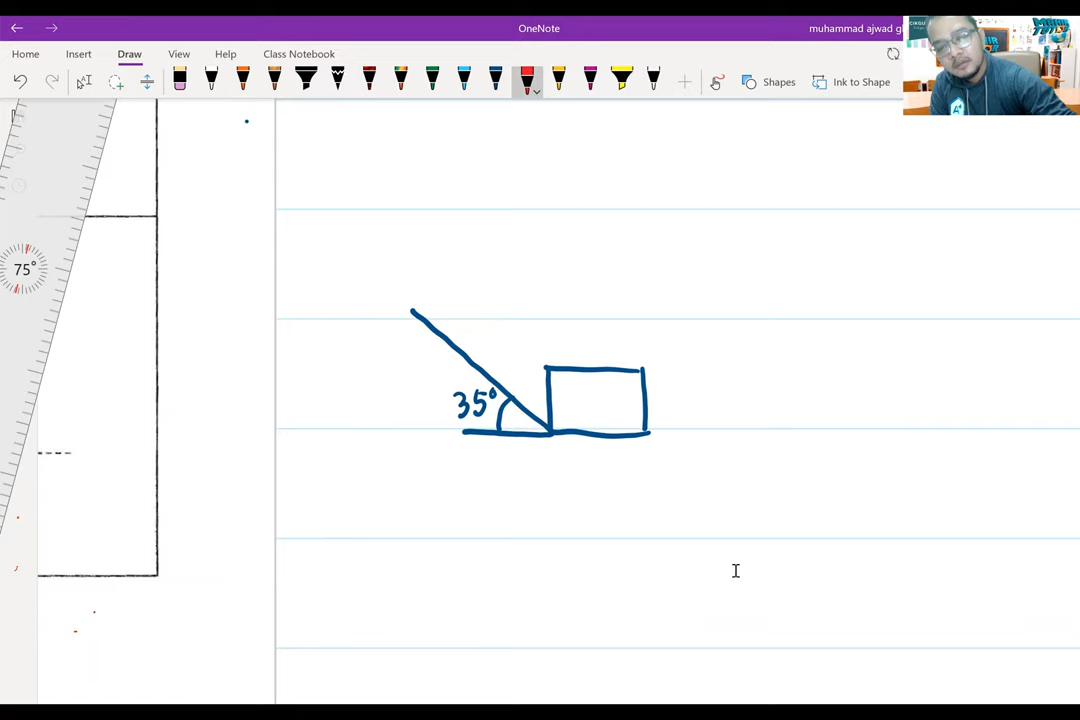 OneNote
muhammad ajwad g
Home Insert Draw View Help Class Notebook
Shapes Ink to Shape
75°
35°